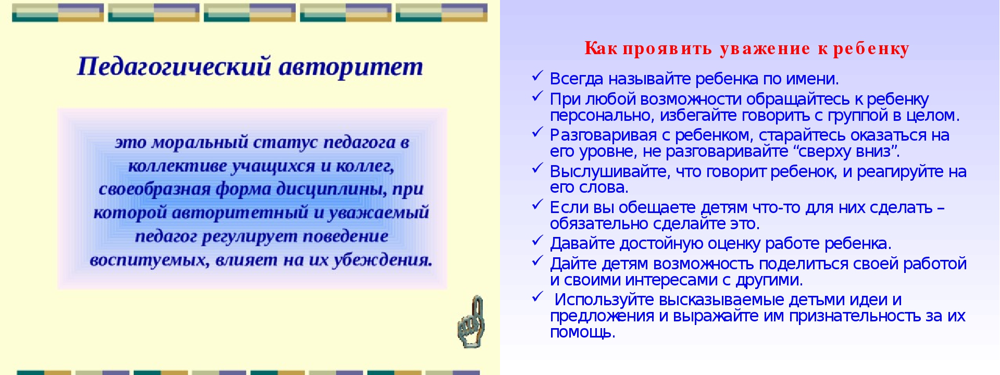 Педагогический авторитет
это моральный статус педагога в
коллективе учащихся и коллег,
своеобразная форма дисциплины, при
которой авторитетный и уважаемый
педагог регулирует поведение
воспитуемых, влияет на их убеждения.
Как проявить уважение к ребенку
Всегда называйте ребенка по имени.
При любой возможности обращайтесь к ребенку
персонально, избегайте говорить с группой в целом.
Разговаривая с ребенком, старайтесь оказаться на
его уровне, не разговаривайте “сверху вниз”.
Выслушивайте, что говорит ребенок, и реагируйте на
его слова.
Если вы обещаете детям что-то для них сделать –
обязательно сделайте это.
Давайте достойную оценку работе ребенка.
Дайте детям возможность поделиться своей работой
и своими интересами с другими.
Используйте высказываемые детьми идеи и
предложения и выражайте им признательность за их
помощь.